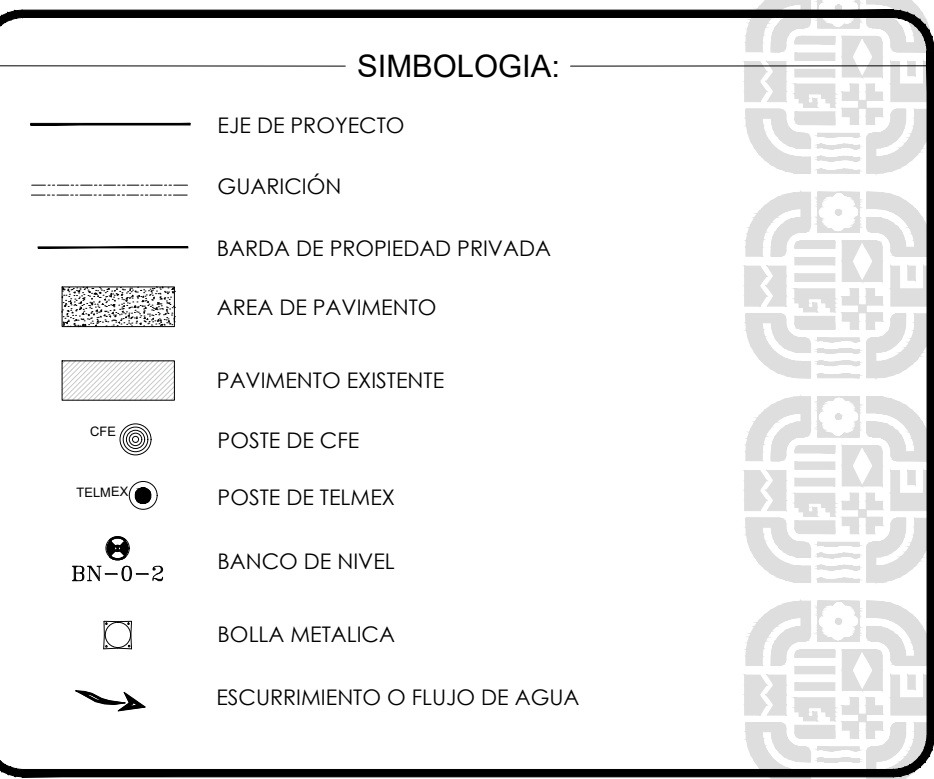 SIMBOLOGIA:
EJE DE PROYECTO
GUARICIÓN
BARDA DE PROPIEDAD PRIVADA
AREA DE PAVIMENTO
PAVIMENTO EXISTENTE
CFE POSTE DE CFE
TELMEX POSTE DE TELMEX
BN-0-2 BANCO DE NIVEL
BOLLA METALICA
ESCURRIMIENTO O FLUJO DE AGUA